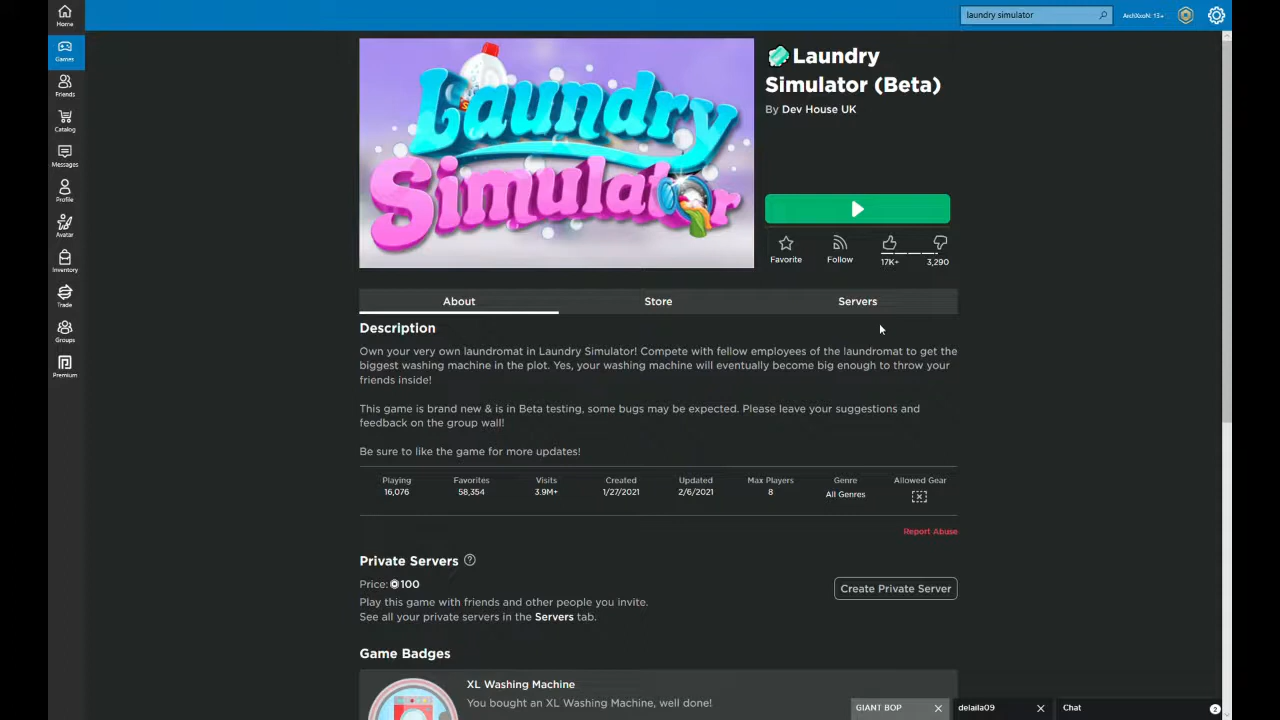 Home
Games
Friends
Catalog
Messages
Profile
Avatar
Inventory
Trade
Groups
Premium
laundry simulator
ArchXxoN: 13+
Laundry
Simulator
Laundry
Simulator (Beta)
By Dev House UK
Favorite
Follow
17K+
3,290
About
Store
Servers
Description
Own your very own laundromat in Laundry Simulator! Compete with fellow employees of the laundromat to get the
biggest washing machine in the plot. Yes, your washing machine will eventually become big enough to throw your
friends inside!
This game is brand new & is in Beta testing, some bugs may be expected. Please leave your suggestions and
feedback on the group wall!
Be sure to like the game for more updates!
Playing
Favorites
Visits
Created
Updated
Max Players
Genre
Allowed Gear
16,076
58,354
3.9M+
1/27/2021
2/6/2021
8
All Genres
Report Abuse
Private Servers
Price: 100
Create Private Server
Play this game with friends and other people you invite.
See all your private servers in the Servers tab.
Game Badges
XL Washing Machine
You bought an XL Washing Machine, well done!
GIANT BOP
delaila09
Chat
2